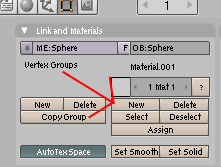 1
Link and Materials
ME:Sphere F OB:Sphere
Vertex Groups Material.001
1 Mat 1 ?
New Delete New Delete
Copy Group Select Deselect
Assign
AutoTexSpace Set Smooth Set Solid